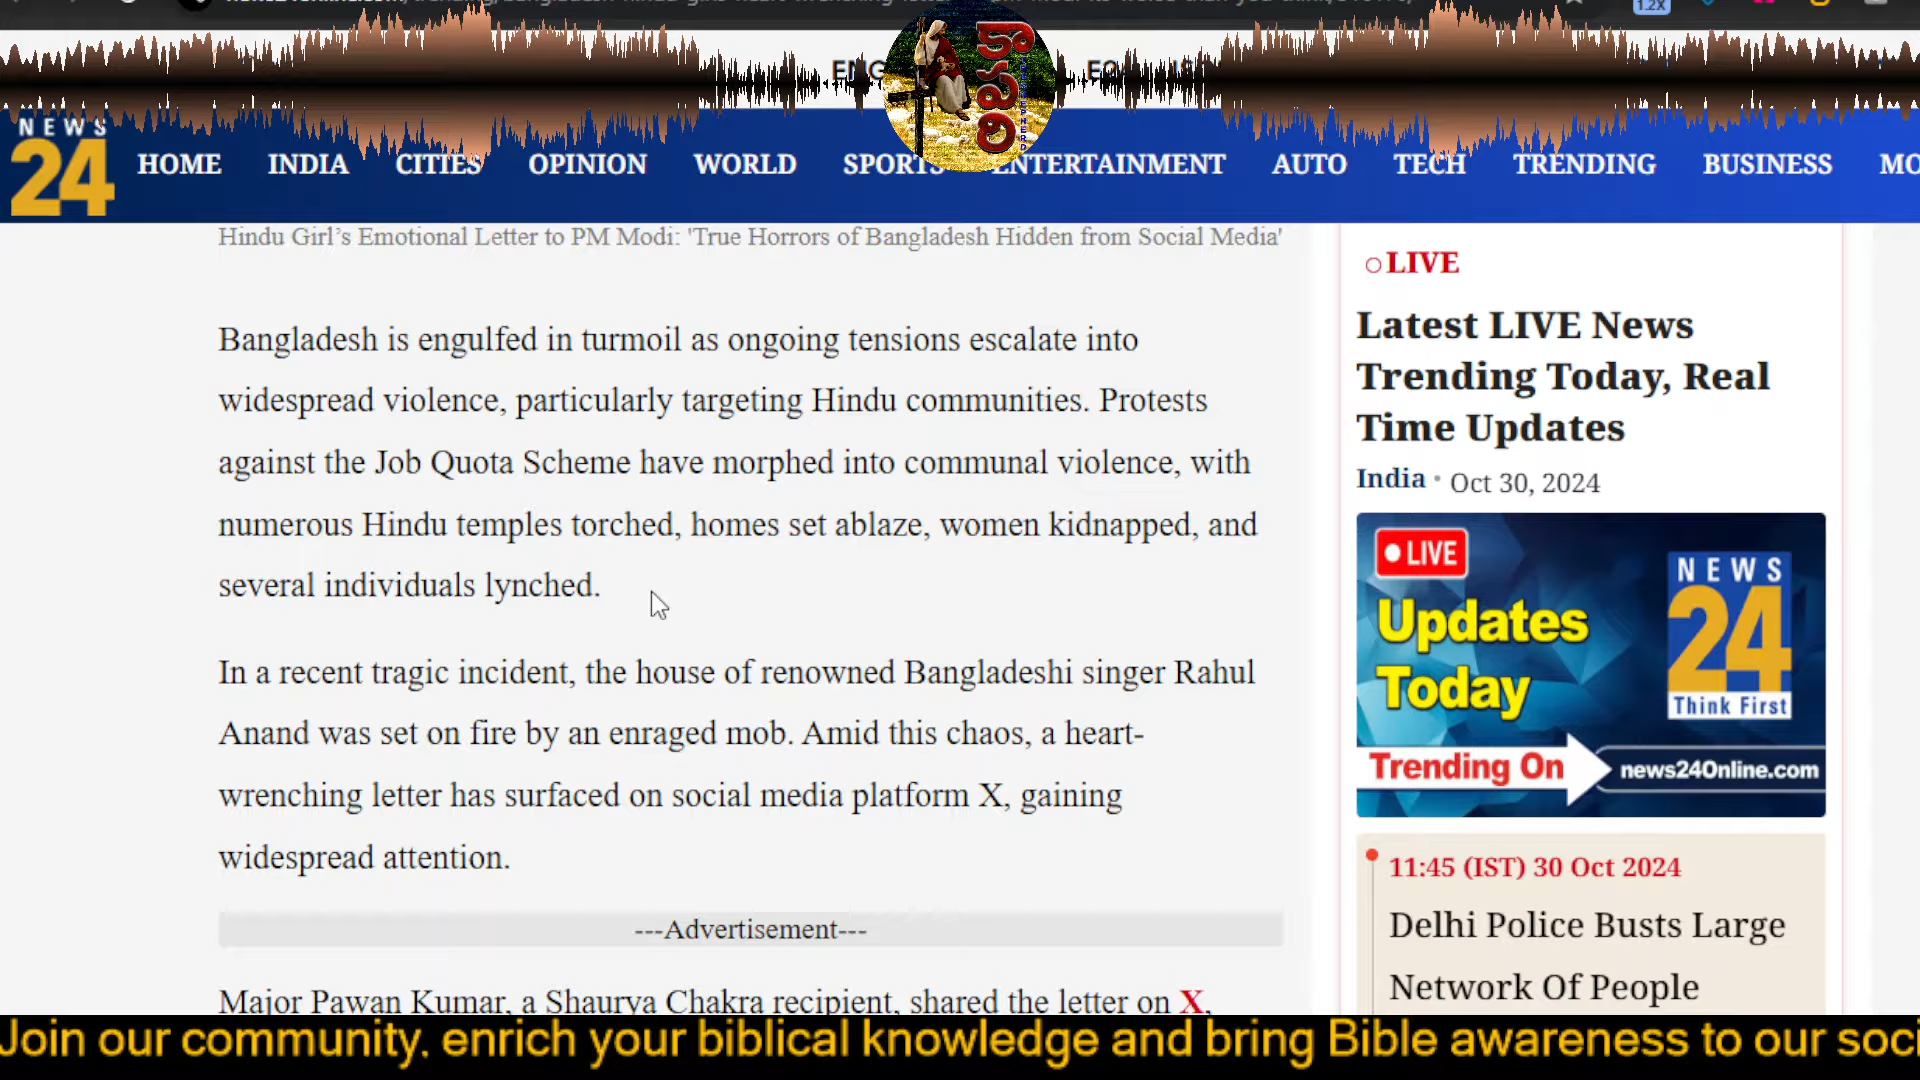 1.2X
NEWS
24
HOME INDIA CITIES OPINION WORLD SPORTS ENTERTAINMENT AUTO TECH TRENDING BUSINESS MO
కాపరి
Hindu Girl’s Emotional Letter to PM Modi: 'True Horrors of Bangladesh Hidden from Social Media'
Bangladesh is engulfed in turmoil as ongoing tensions escalate into
widespread violence, particularly targeting Hindu communities. Protests
against the Job Quota Scheme have morphed into communal violence, with
numerous Hindu temples torched, homes set ablaze, women kidnapped, and
several individuals lynched.
In a recent tragic incident, the house of renowned Bangladeshi singer Rahul
Anand was set on fire by an enraged mob. Amid this chaos, a heart-
wrenching letter has surfaced on social media platform X, gaining
widespread attention.
---Advertisement---
Major Pawan Kumar, a Shaurya Chakra recipient, shared the letter on X,
LIVE
Latest LIVE News
Trending Today, Real
Time Updates
India • Oct 30, 2024
LIVE
Updates
Today
NEWS
24
Think First
Trending On
news24Online.com
11:45 (IST) 30 Oct 2024
Delhi Police Busts Large
Network Of People
Join our community. enrich your biblical knowledge and bring Bible awareness to our soci